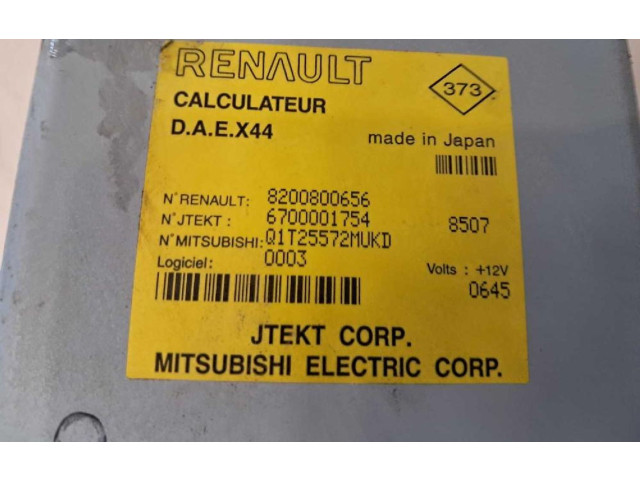 RENAULT
373
CALCULATEUR
D.A.E.X44
made in Japan
N° RENAULT: 8200800656
N° JTEKT : 6700001754 8507
N° MITSUBISHI: Q1T25572MUKD
Logiciel: 0003 Volts : +12V
0645
JTEKT CORP.
MITSUBISHI ELECTRIC CORP.